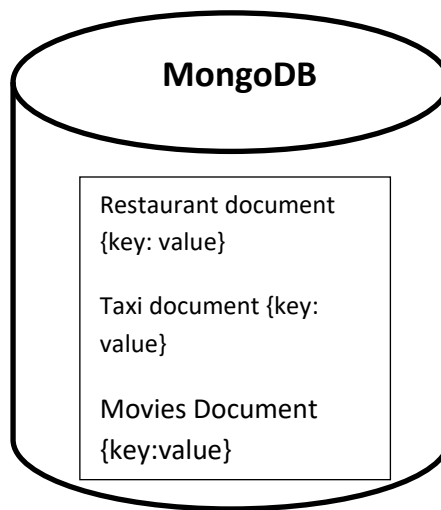 MongoDB
Restaurant document
{key: value}
Taxi document {key:
value}
Movies Document
{key:value}